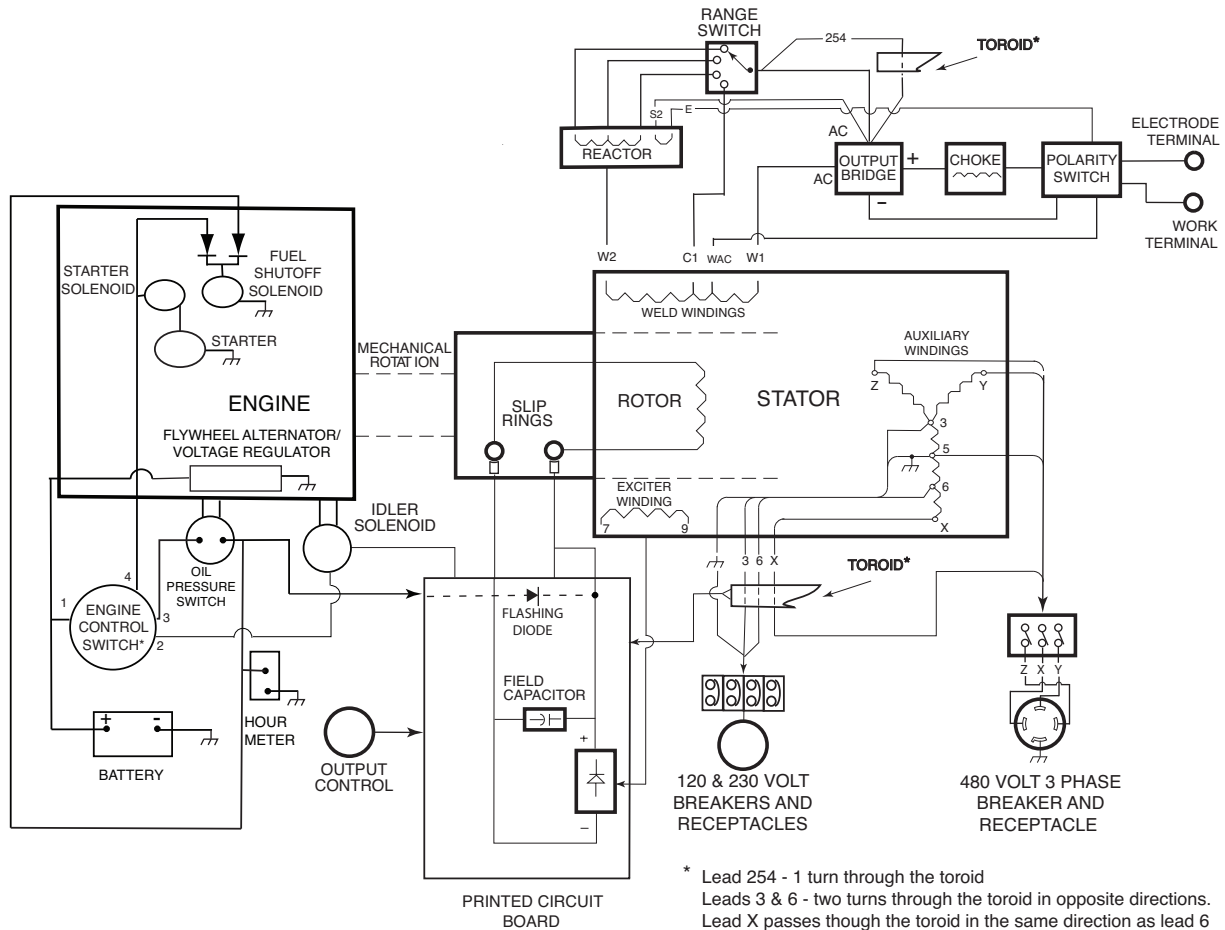 RANGE
SWITCH
254
TOROID*
S2
E
REACTOR
AC
AC
OUTPUT
BRIDGE
+
-
CHOKE
POLARITY
SWITCH
ELECTRODE
TERMINAL
WORK
TERMINAL
W2
C1
WAC
W1
STARTER
SOLENOID
FUEL
SHUTOFF
SOLENOID
STARTER
ENGINE
FLYWHEEL ALTERNATOR/
VOLTAGE REGULATOR
MECHANICAL
ROTATION
SLIP
RINGS
WELD WINDINGS
ROTOR
STATOR
AUXILIARY
WINDINGS
Z
Y
3
5
6
X
EXCITER
WINDING
7
9
IDLER
SOLENOID
OIL
PRESSURE
SWITCH
4
1
ENGINE
CONTROL
SWITCH*
3
2
HOUR
METER
+
-
BATTERY
OUTPUT
CONTROL
FLASHING
DIODE
FIELD
CAPACITOR
+
–
PRINTED CIRCUIT
BOARD
3
6
X
TOROID*
120 & 230 VOLT
BREAKERS AND
RECEPTACLES
Z X Y
480 VOLT 3 PHASE
BREAKER AND
RECEPTACLE
* Lead 254 - 1 turn through the toroid
Leads 3 & 6 - two turns through the toroid in opposite directions.
Lead X passes though the toroid in the same direction as lead 6